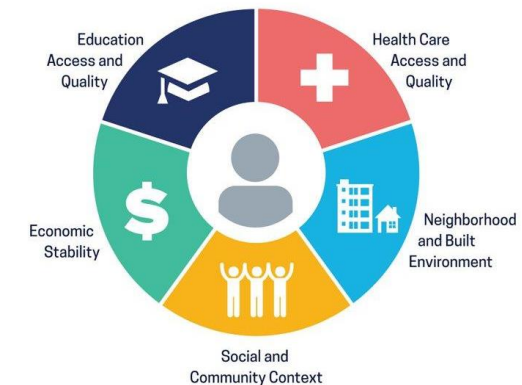 Education
Access and
Quality
Health Care
Access and
Quality
Economic
Stability
$
Neighborhood
and Built
Environment
Social and
Community Context